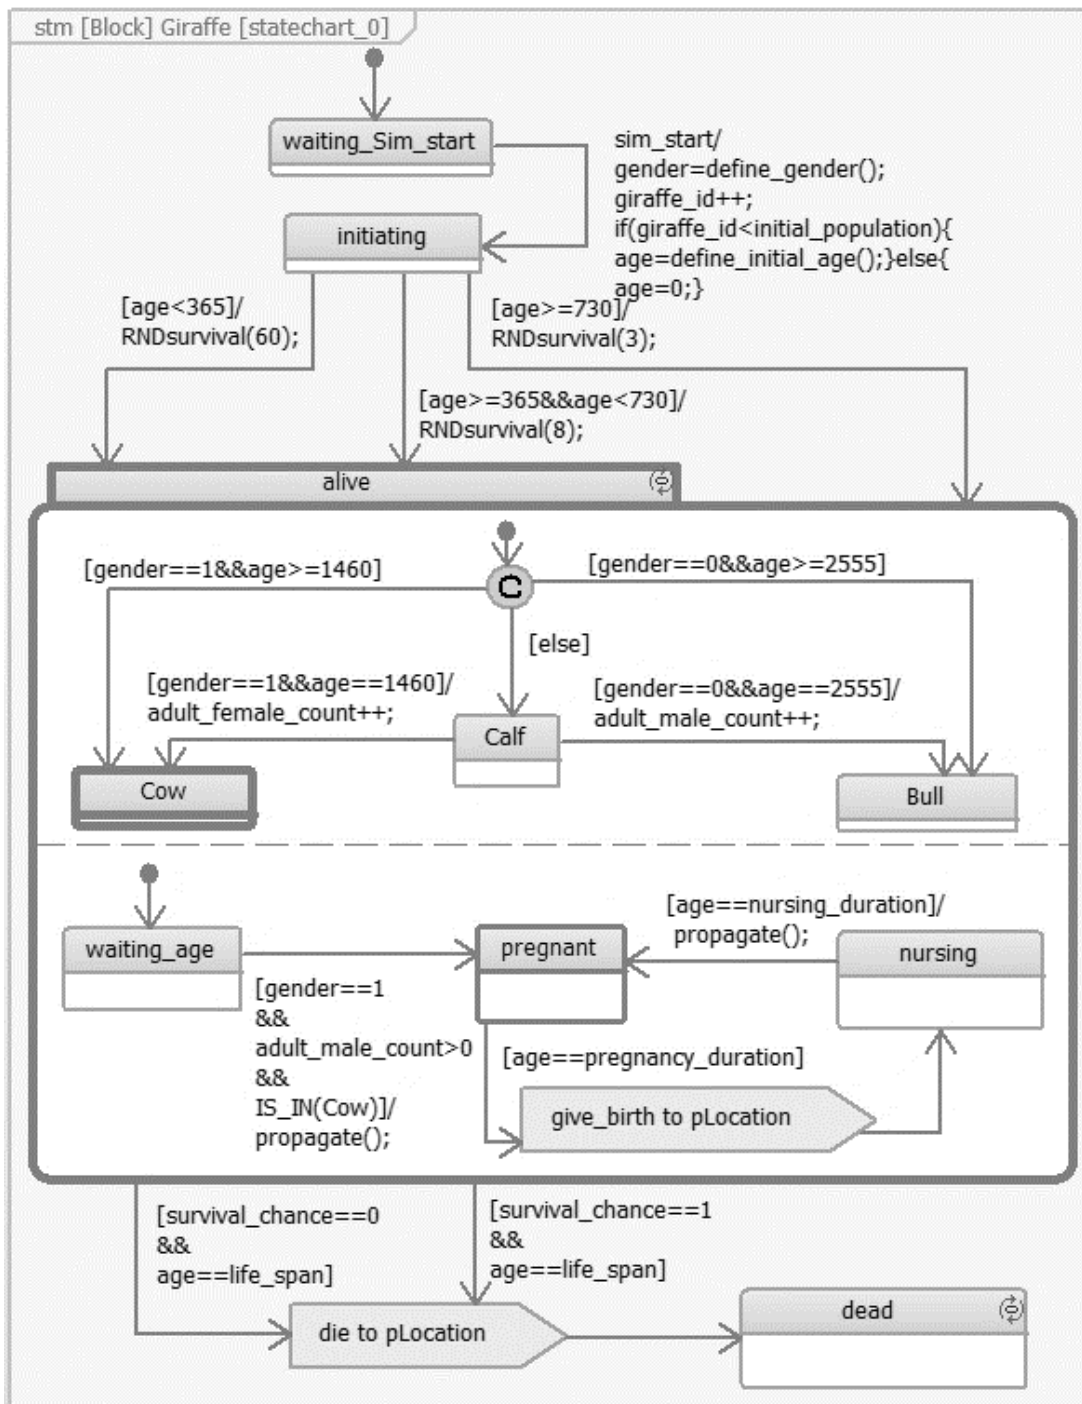 stm [Block] Giraffe [statechart_0]
waiting_Sim_start
sim_start/
gender=define_gender();
giraffe_id++;
if(giraffe_id<initial_population){
age=define_initial_age();}else{
age=0;}
initiating
[age<365]/
RNDsurvival(60);
[age>=730]/
RNDsurvival(3);
[age>=365&&age<730]/
RNDsurvival(8);
alive
[gender==1&&age>=1460]
[gender==0&&age>=2555]
C
[else]
[gender==1&&age==1460]/
adult_female_count++;
[gender==0&&age==2555]/
adult_male_count++;
Calf
Cow
Bull
waiting_age
[gender==1
&&
adult_male_count>0
&&
IS_IN(Cow)]/
propagate();
pregnant
[age==nursing_duration]/
propagate();
nursing
[age==pregnancy_duration]
give_birth to pLocation
[survival_chance==0
&&
age==life_span]
[survival_chance==1
&&
age==life_span]
die to pLocation
dead